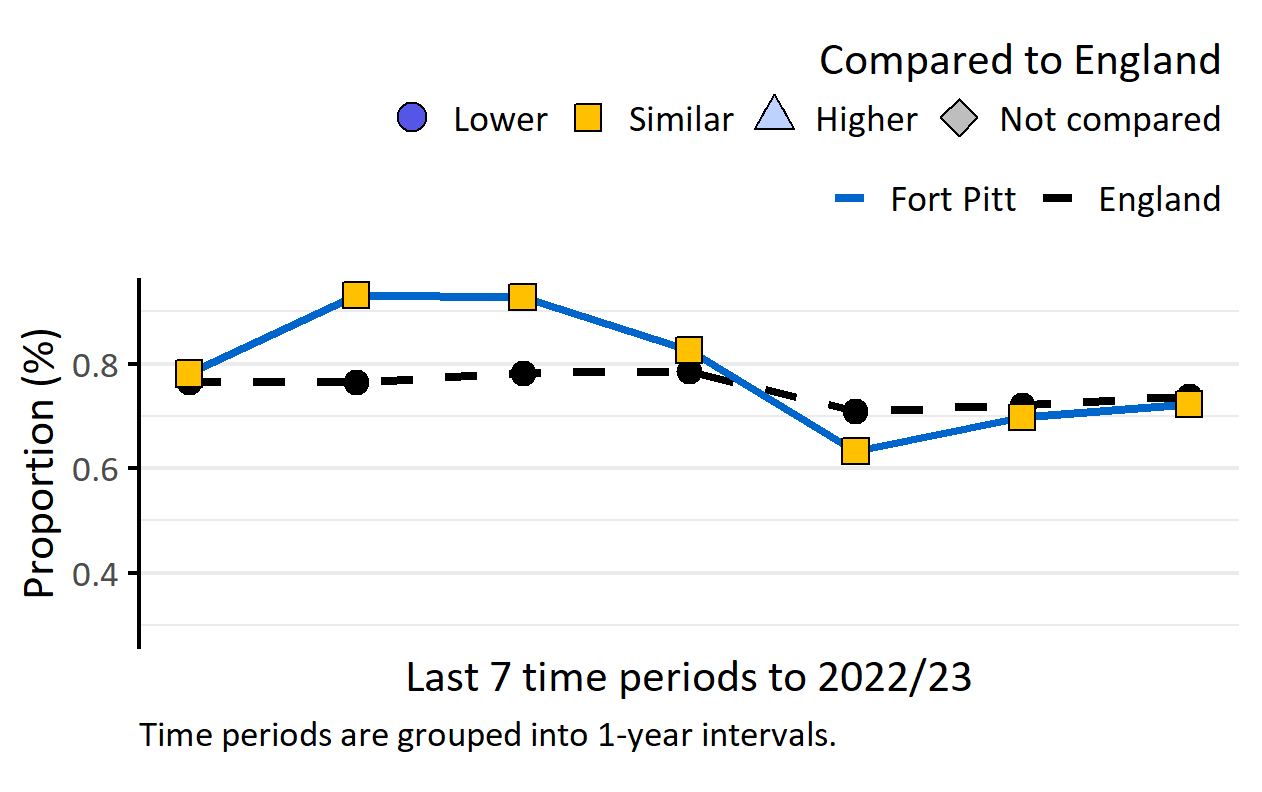 Compared to England
Lower Similar Higher Not compared
Fort Pitt England
Proportion (%)
0.8
0.6
0.4
Last 7 time periods to 2022/23
Time periods are grouped into 1-year intervals.